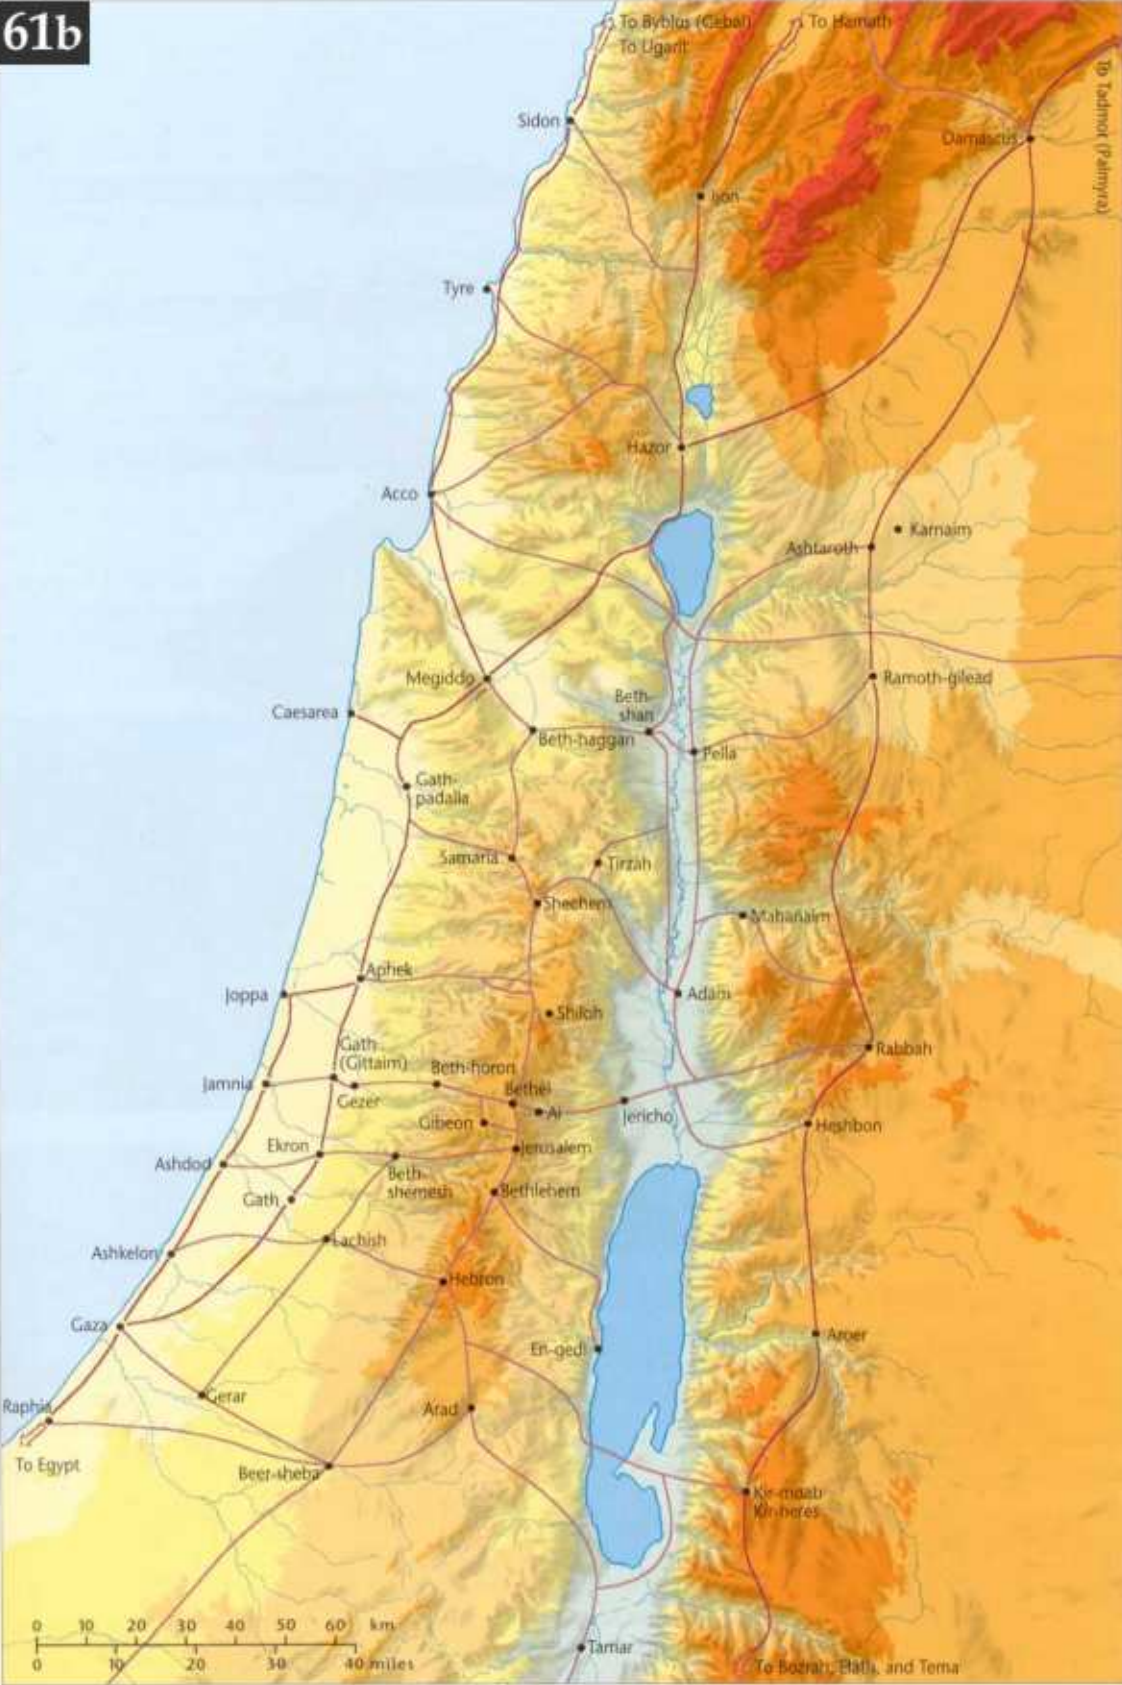 61b
To Byblus (Gebal)
To Ugarit
To Hamath
To Tadmor (Palmyra)
Sidon
Damascus
Ijon
Tyre
Hazor
Acco
Karnaim
Ashtaroth
Megiddo
Ramoth-gilead
Caesarea
Beth-
shan
Beth-haggan
Pella
Gath-
padalla
Samaria
Tirzah
Shechem
Mahanaim
Aphek
Joppa
Adam
Shiloh
Gath
(Gittaim)
Rabbah
Beth-horon
Jamnia
Bethel
Gezer
Ai
Jericho
Gibeon
Heshbon
Ekron
Jerusalem
Ashdod
Beth-
shemesh
Gath
Bethlehem
Lachish
Ashkelon
Hebron
Gaza
Aroer
En-gedi
Gerar
Raphia
Arad
To Egypt
Beer-sheba
Kir-moab
Kir-heres
0 10 20 30 40 50 60 km
0 10 20 30 40 miles
Tamar
To Bozrah, Elath, and Tema